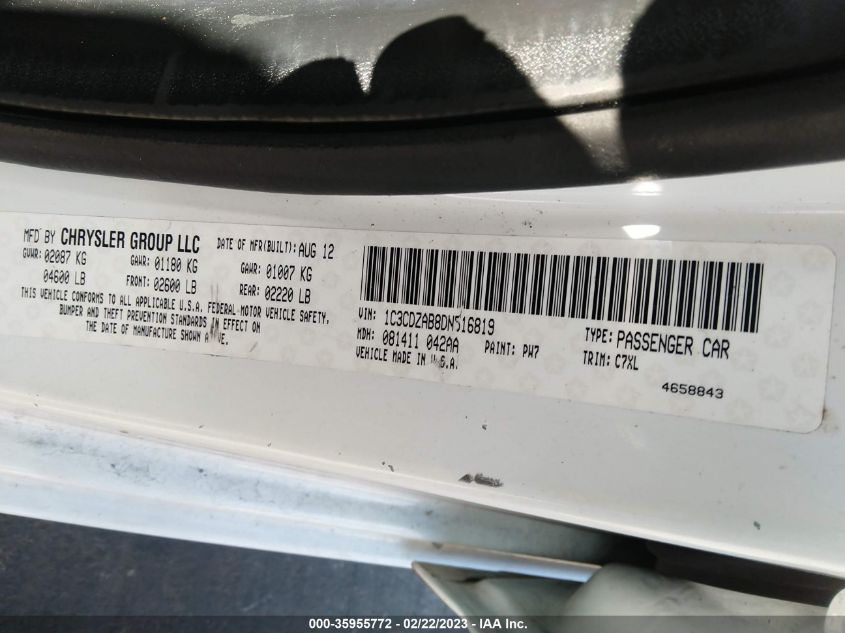 MFD BY CHRYSLER GROUP LLC
DATE OF MFR(BUILT): AUG 12
GVWR: 02087 KG
04600 LB
GAWR: 01180 KG
FRONT: 02600 LB
GAWR: 01007 KG
REAR: 02220 LB
THIS VEHICLE CONFORMS TO ALL APPLICABLE U.S.A. FEDERAL MOTOR VEHICLE SAFETY,
BUMPER AND THEFT PREVENTION STANDARDS IN EFFECT ON
THE DATE OF MANUFACTURE SHOWN ABOVE.
VIN: 1C3CDZAB8DN516819
MDH: 081411 042AA
PAINT: PW7
VEHICLE MADE IN U.S.A.
TYPE: PASSENGER CAR
TRIM: C7XL
4658843
000-35955772 - 02/22/2023 - IAA Inc.